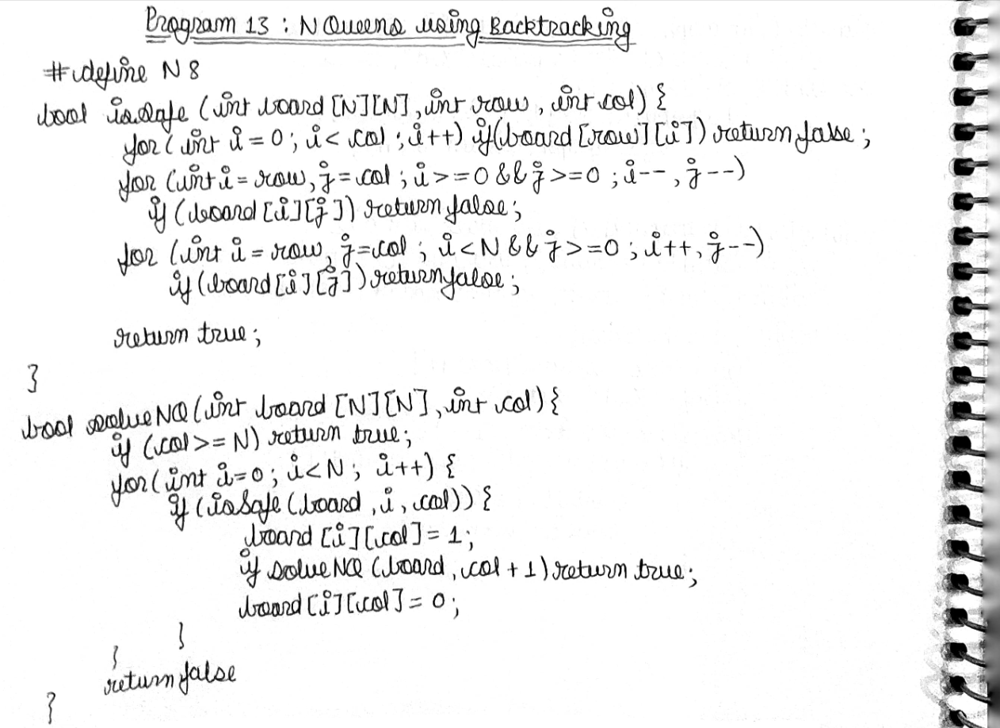 Program 13 : N Queens using Backtracking
#define N 8
bool isSafe (int board [N][N], int row, int col) {
for( int i = 0; i < col ; i++) if(board [row][i]) return false;
for (int i = row, j = col ; i >= 0 && j >= 0 ; i--, j--)
if (board [i][j]) return false;
for (int i = row, j = col ; i < N && j >= 0 ; i++, j--)
if (board [i][j]) return false;
return true;
}
bool solveNQ (int board [N][N], int col) {
if (col >= N) return true;
for( int i = 0; i < N; i++) {
if (isSafe (board, i, col)) {
board [i][col] = 1;
if solveNQ (board, col + 1) return true;
board [i][col] = 0;
}
}
return false
}